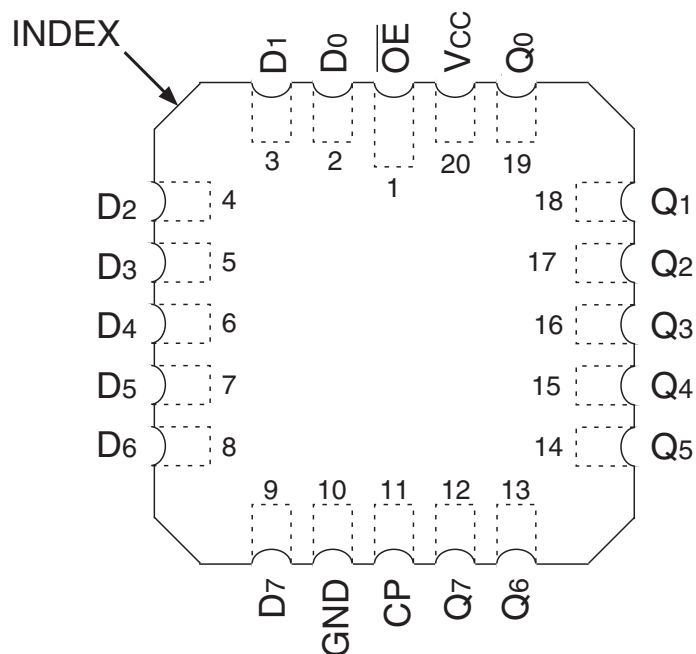 INDEX
D1 D0 OE VCC Q0
3 2 1 20 19
D2 4 18 Q1
D3 5 17 Q2
D4 6 16 Q3
D5 7 15 Q4
D6 8 14 Q5
9 10 11 12 13
D7 GND CP Q7 Q6